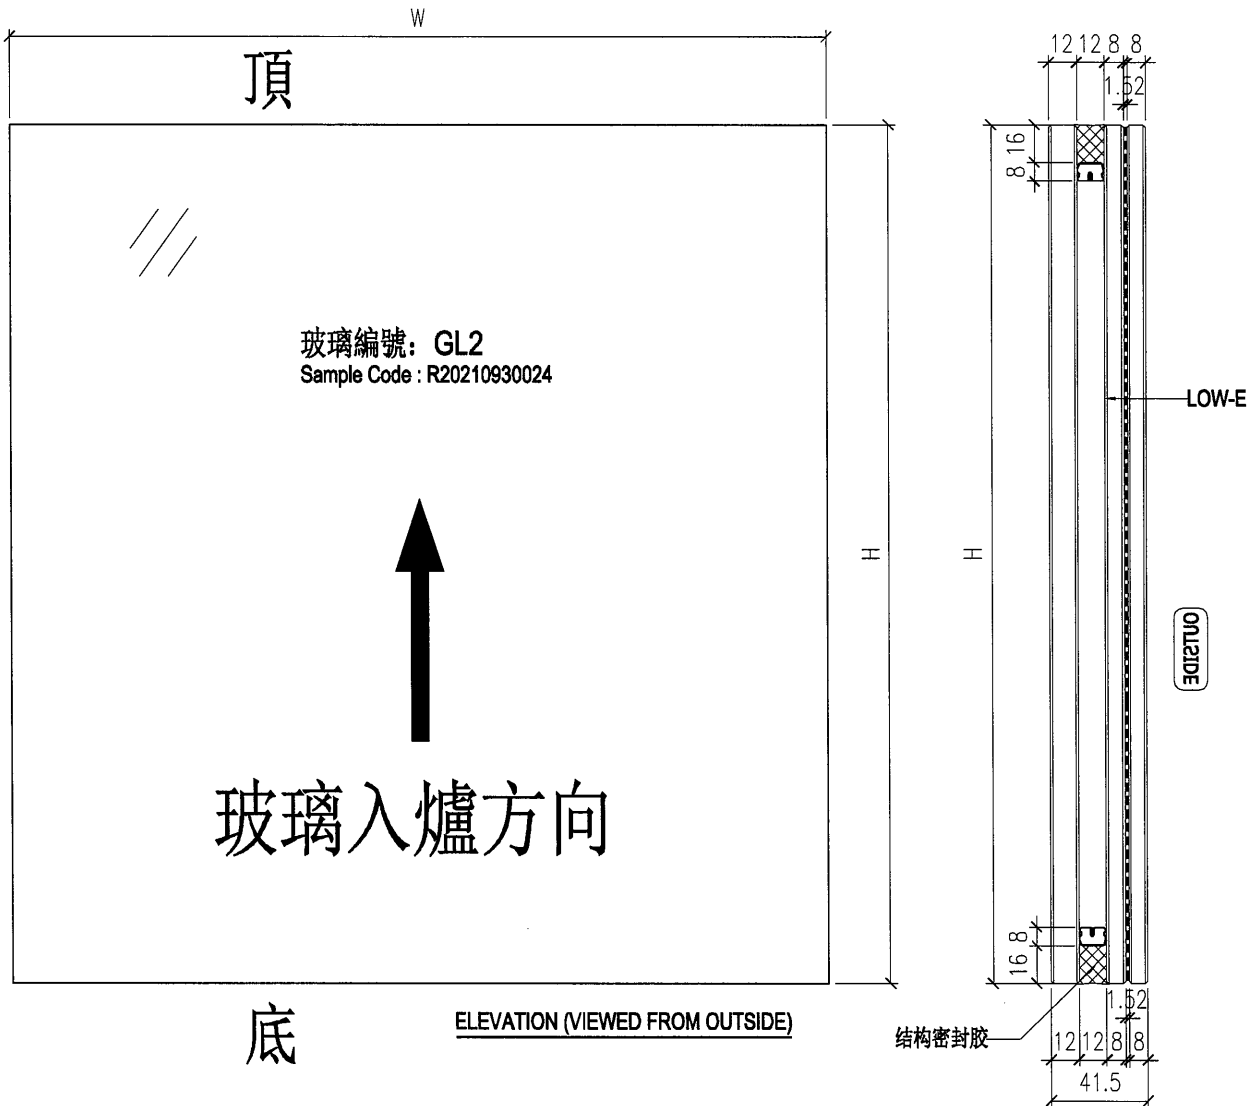 W
頂
玻璃編號：GL2
Sample Code : R20210930024
玻璃入爐方向
底
ELEVATION (VIEWED FROM OUTSIDE)
H
12 12 8 8
1.52
16
8
LOW-E
H
OUTSIDE
8
16
结构密封胶
1.52
12 12 8 8
41.5